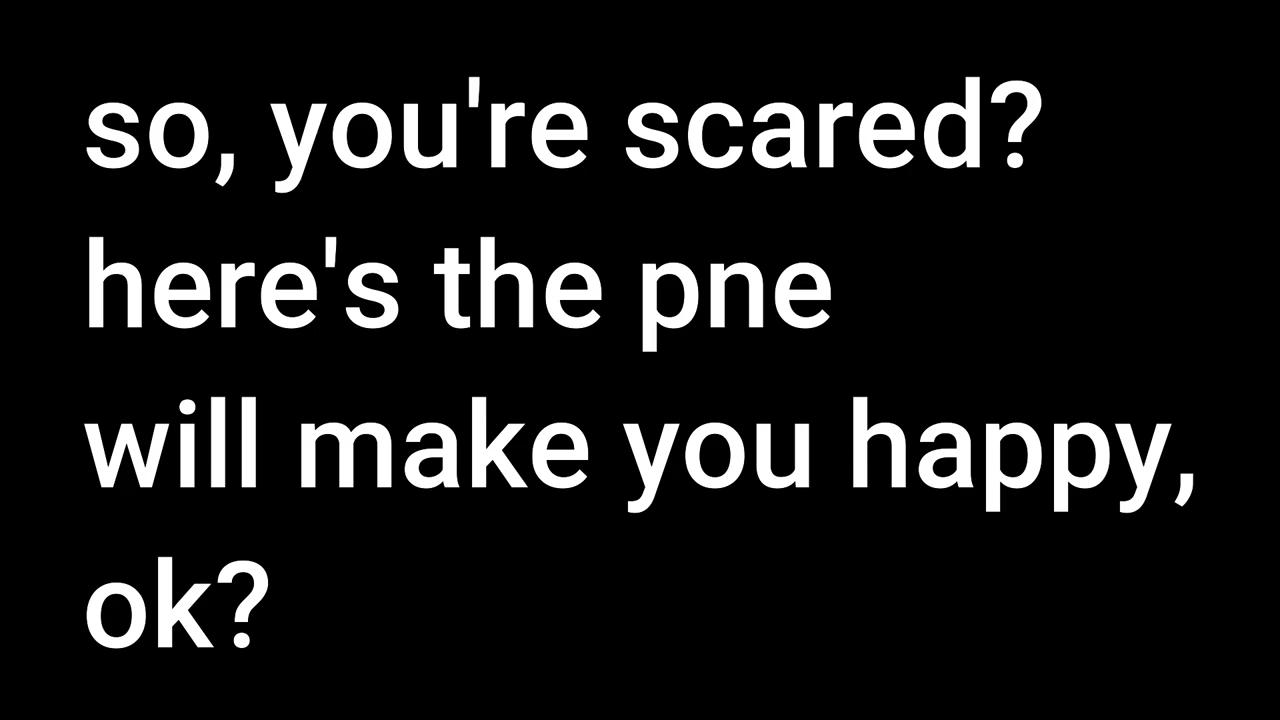 so, you're scared?
here's the pne
will make you happy,
ok?